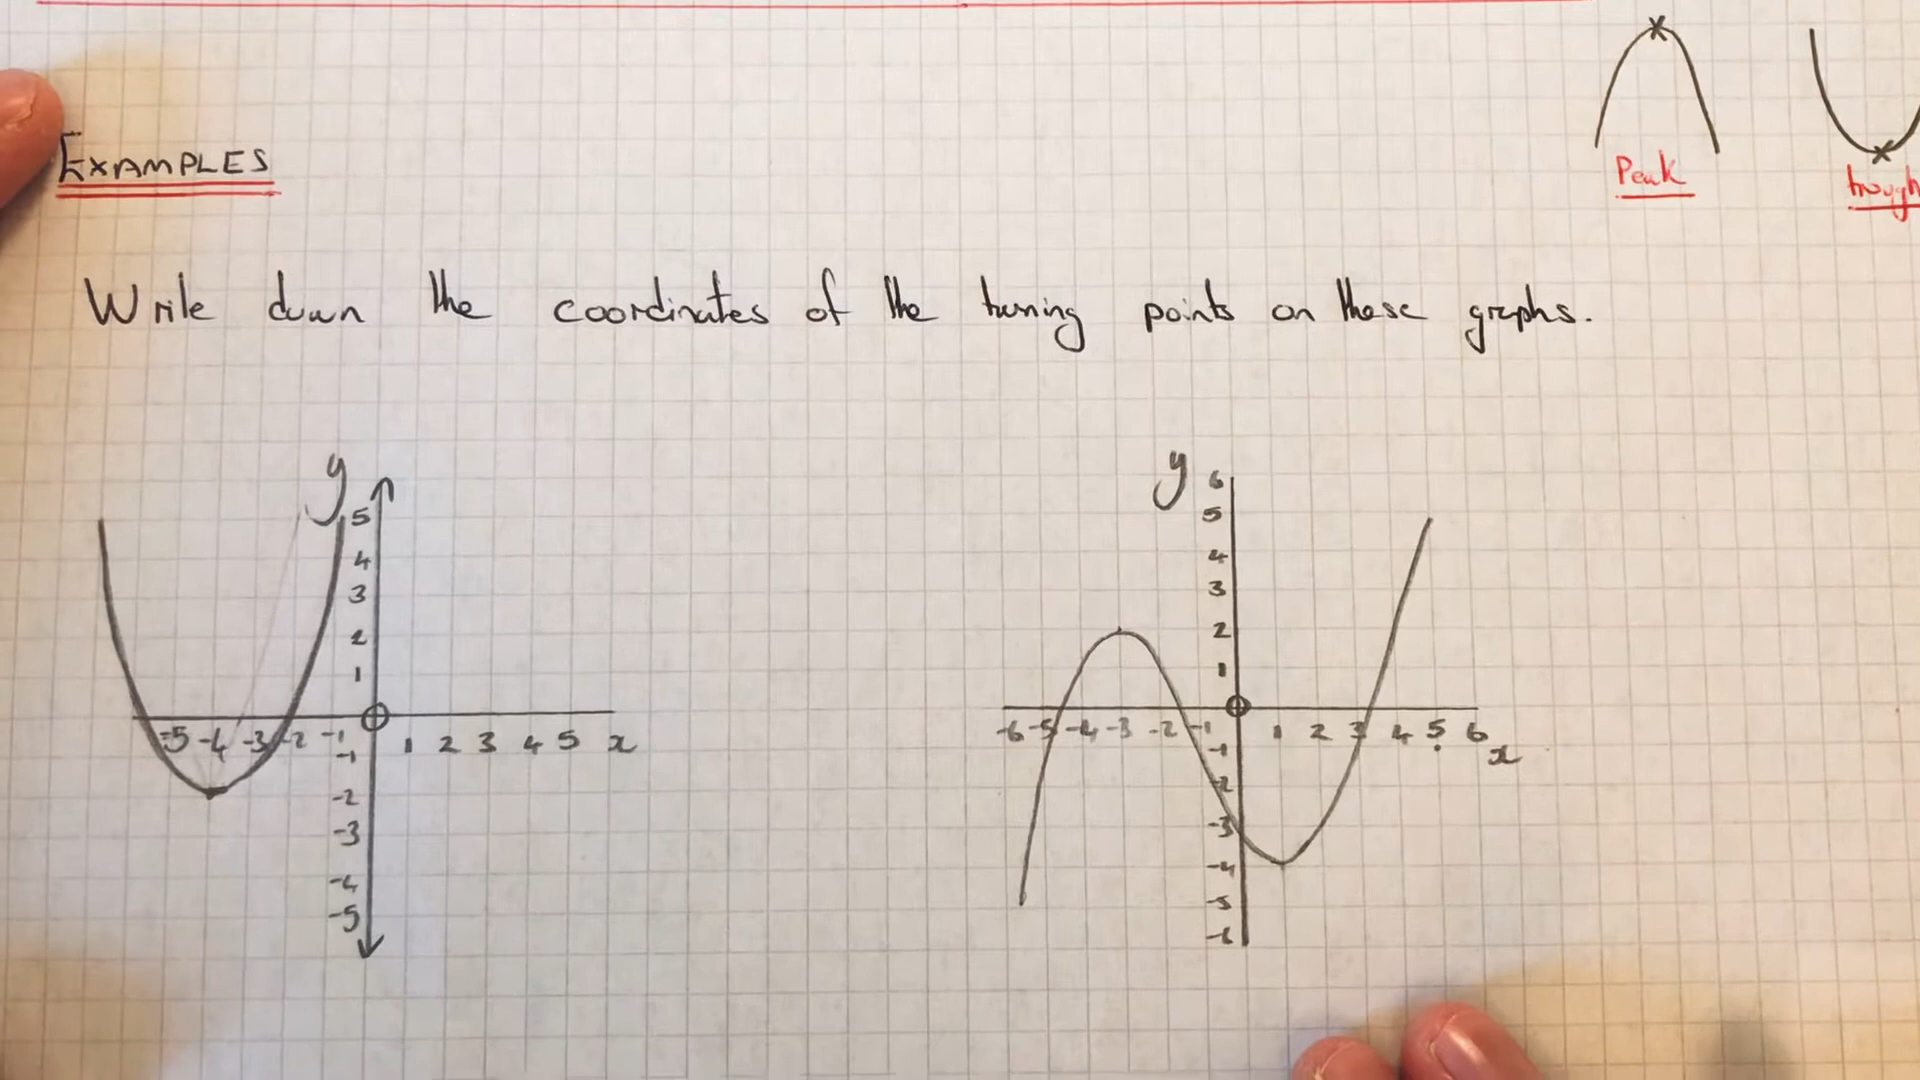 Peak
trough
EXAMPLES
Write down the coordinates of the turning points on these graphs.
y
5
4
3
2
1
-5 -4 -3 -2 -1 1 2 3 4 5 x
-1
-2
-3
-4
-5
y
6
5
4
3
2
1
-6 -5 -4 -3 -2 -1 1 2 3 4 5 6 x
-1
-2
-3
-4
-5
-6